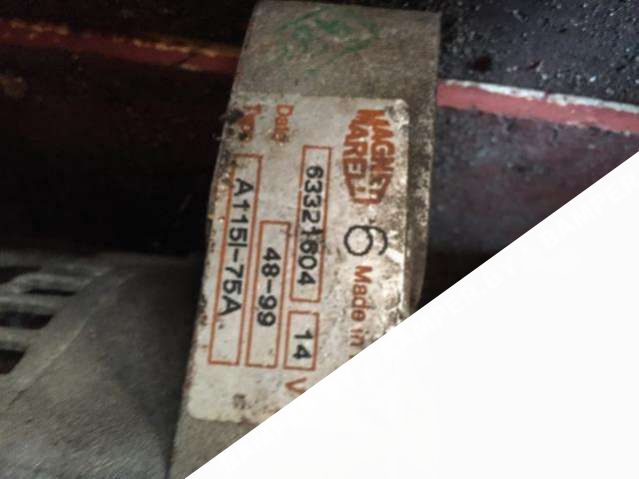 MAGNETI
MARELLI
6 Made in
63321604 14 V
Date 48-99
Type A115I-75A